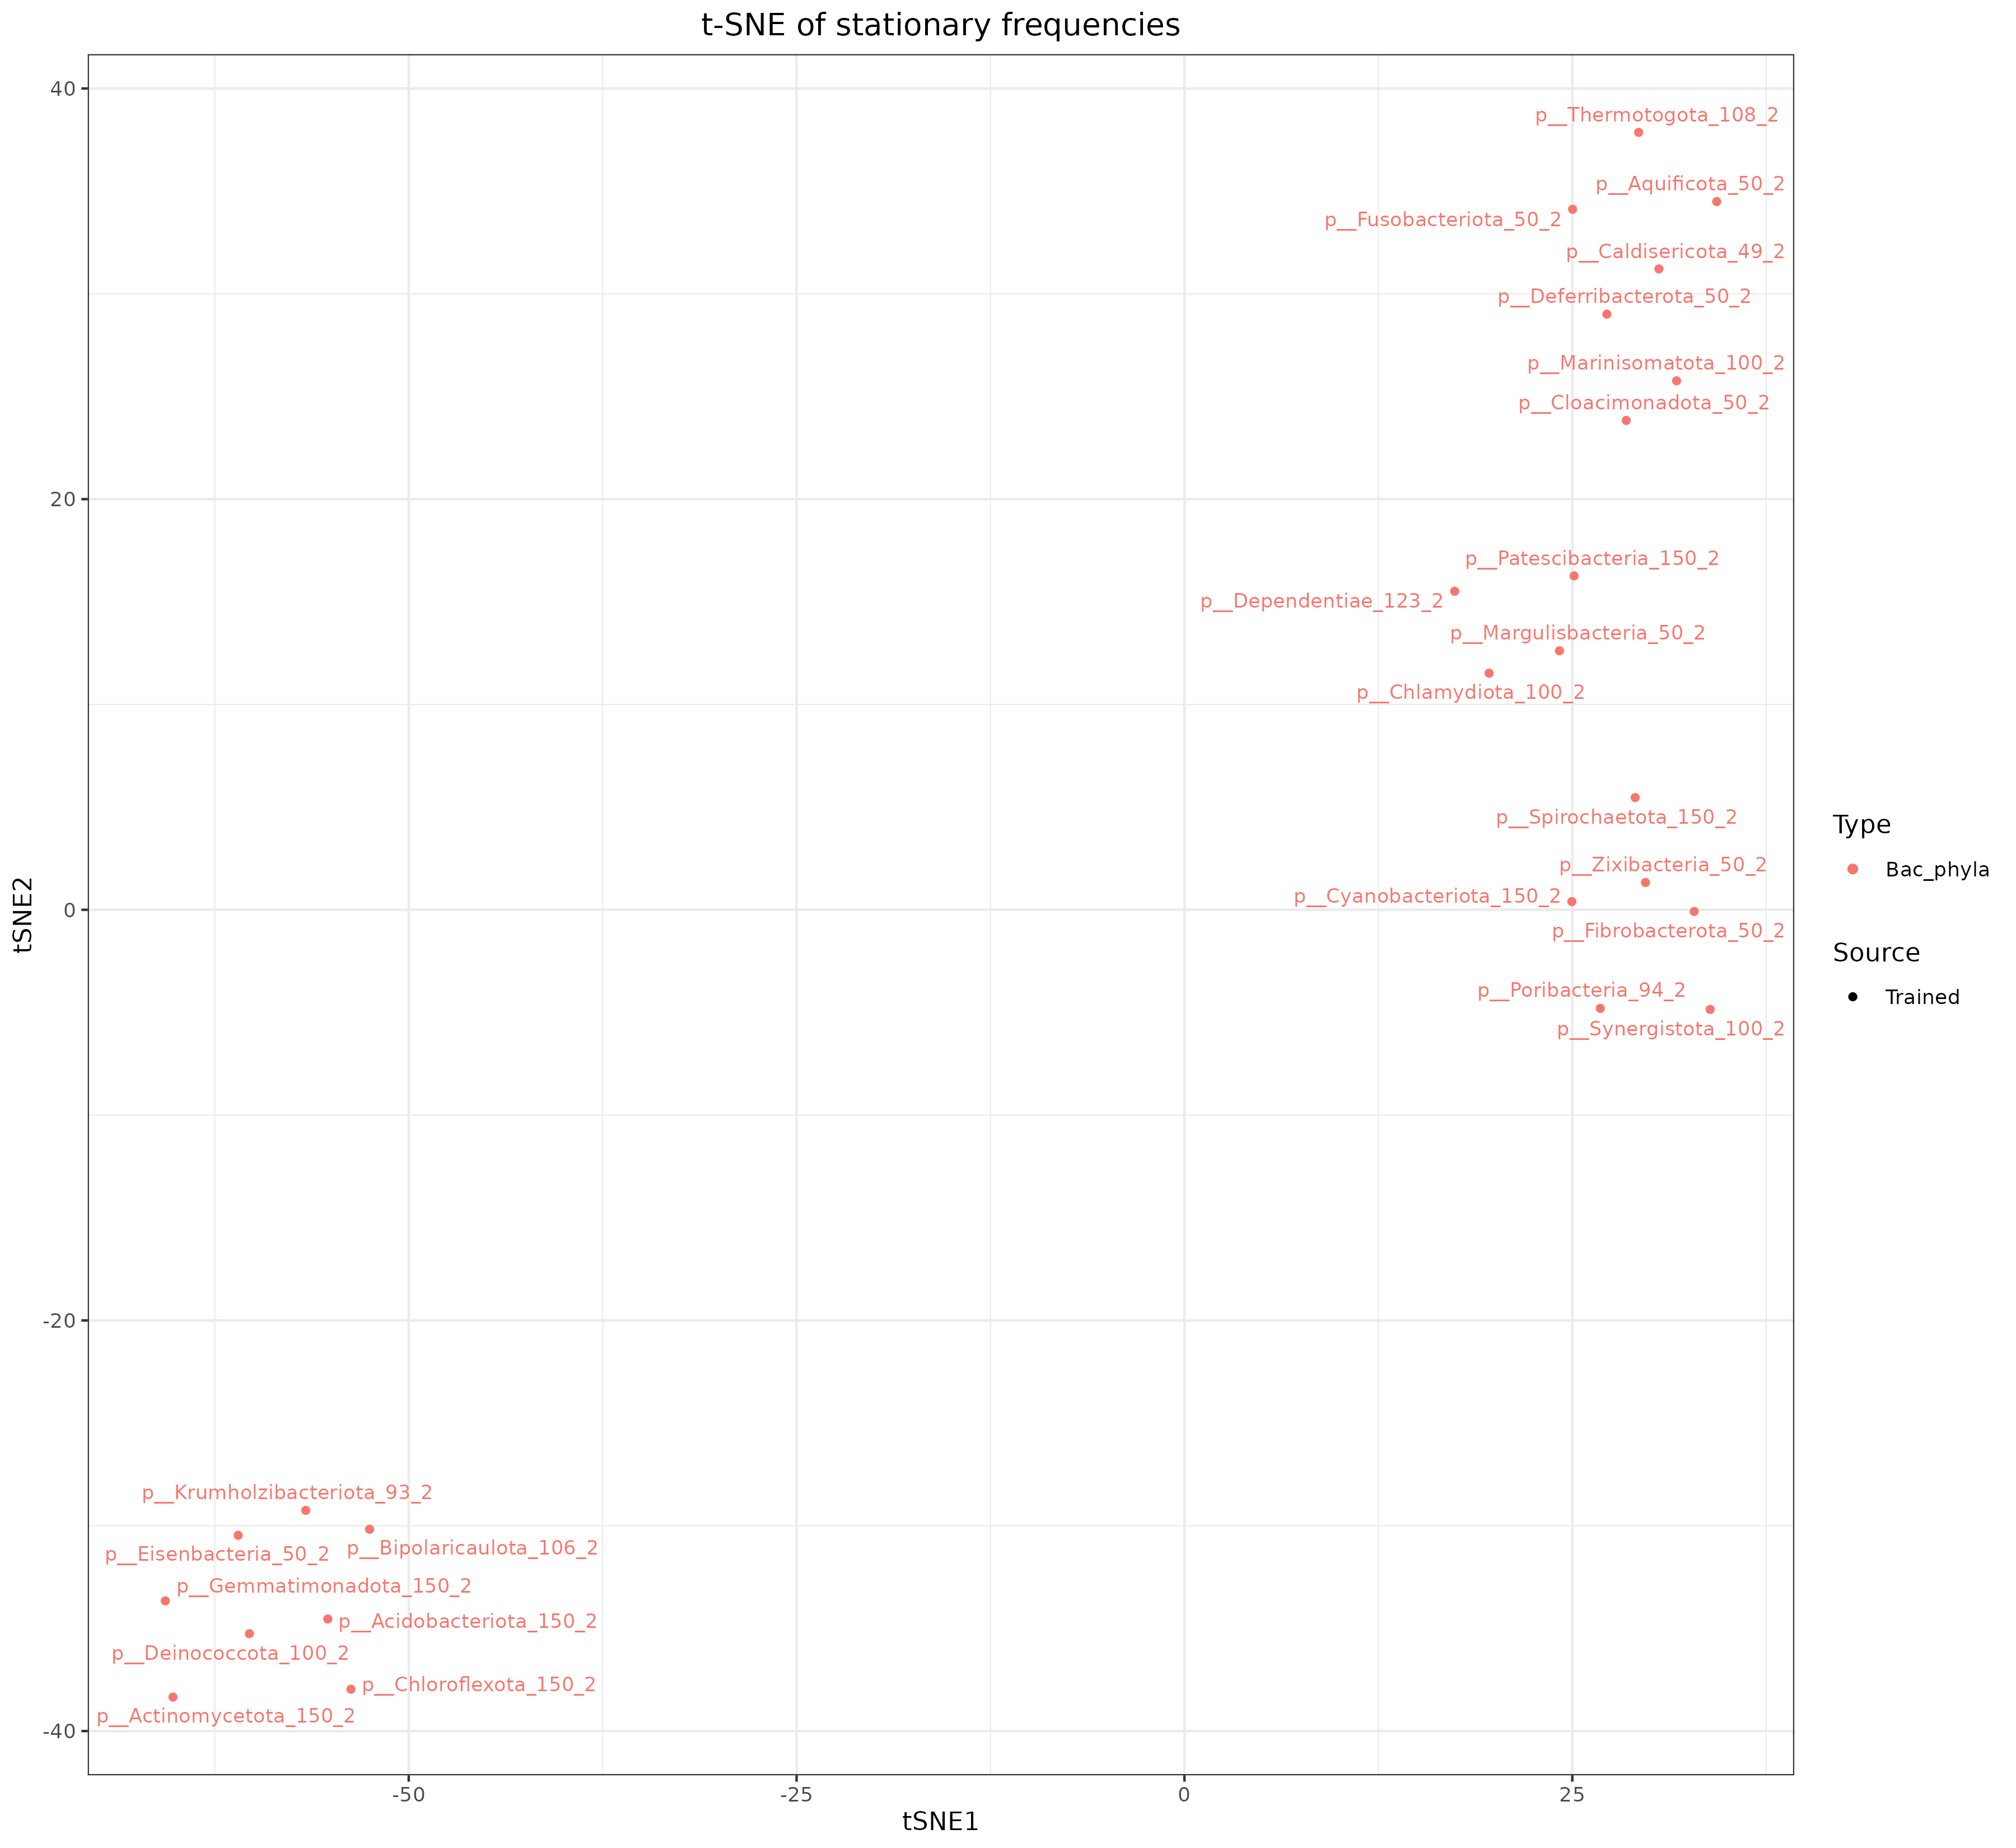 t-SNE of stationary frequencies
40
p__Thermotogota_108_2
p__Aquificota_50_2
p__Fusobacteriota_50_2
p__Caldisericota_49_2
p__Deferribacterota_50_2
p__Marinisomatota_100_2
p__Cloacimonadota_50_2
20
p__Patescibacteria_150_2
p__Dependentiae_123_2
p__Margulisbacteria_50_2
p__Chlamydiota_100_2
p__Spirochaetota_150_2
Type
p__Zixibacteria_50_2
Bac_phyla
p__Cyanobacteriota_150_2
0
tSNE2
p__Fibrobacterota_50_2
Source
p__Poribacteria_94_2
Trained
p__Synergistota_100_2
-20
p__Krumholzibacteriota_93_2
p__Bipolaricaulota_106_2
p__Eisenbacteria_50_2
p__Gemmatimonadota_150_2
p__Acidobacteriota_150_2
p__Deinococcota_100_2
p__Chloroflexota_150_2
p__Actinomycetota_150_2
-40
-50
-25
0
25
tSNE1